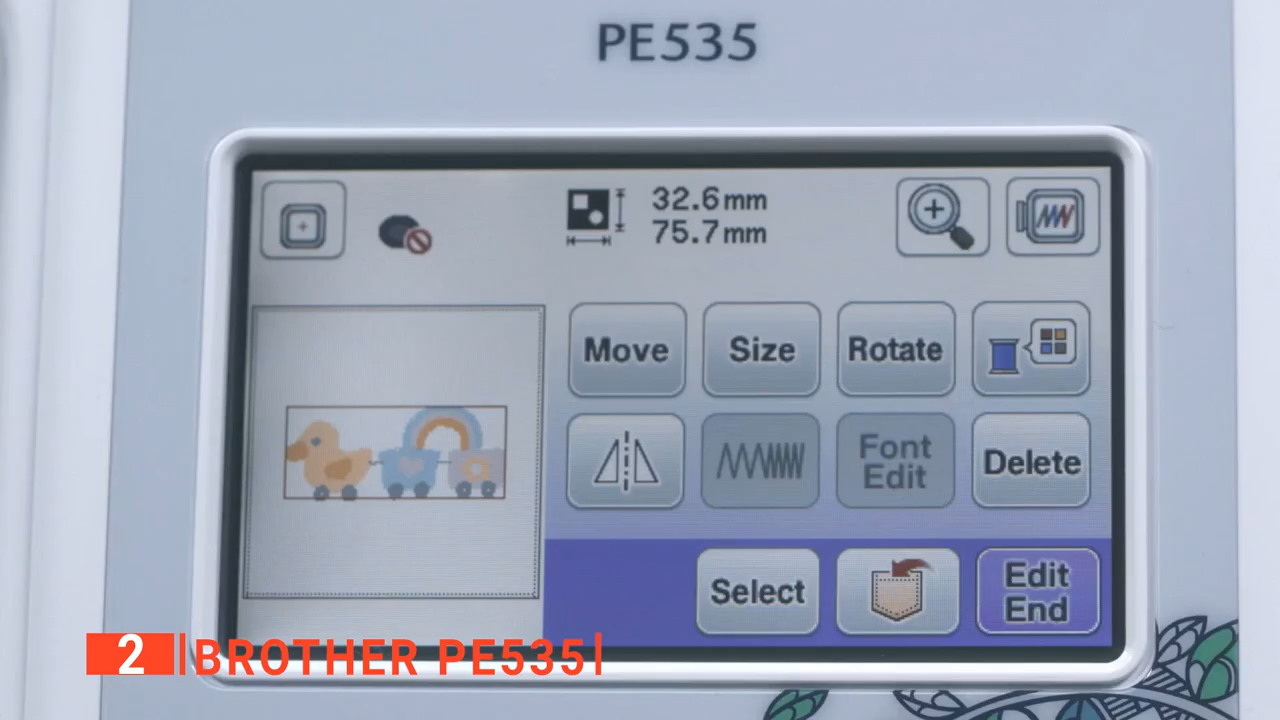 PE535
32.6mm
75.7mm
Move
Size
Rotate
Font
Edit
Delete
Select
Edit
End
2
BROTHER PE535